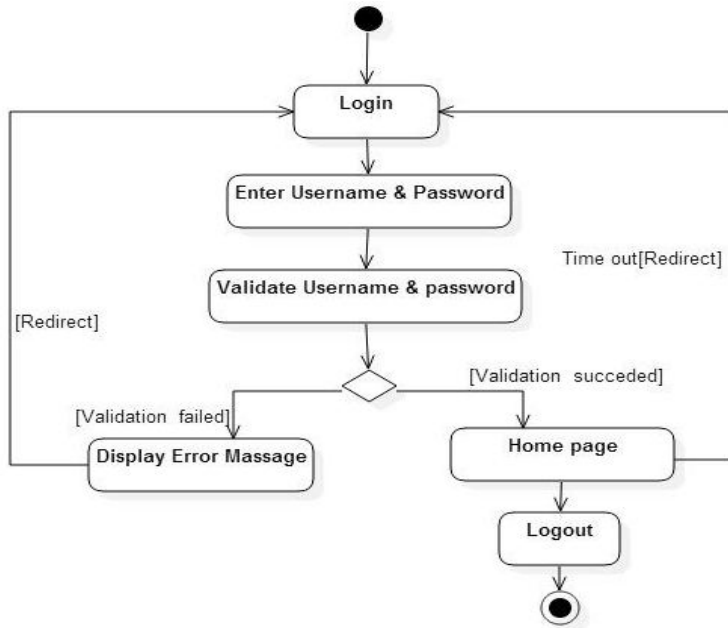 Login
Enter Username & Password
Time out[Redirect]
Validate Username & password
[Redirect]
[Validation succeded]
[Validation failed]
Display Error Massage
Home page
Logout